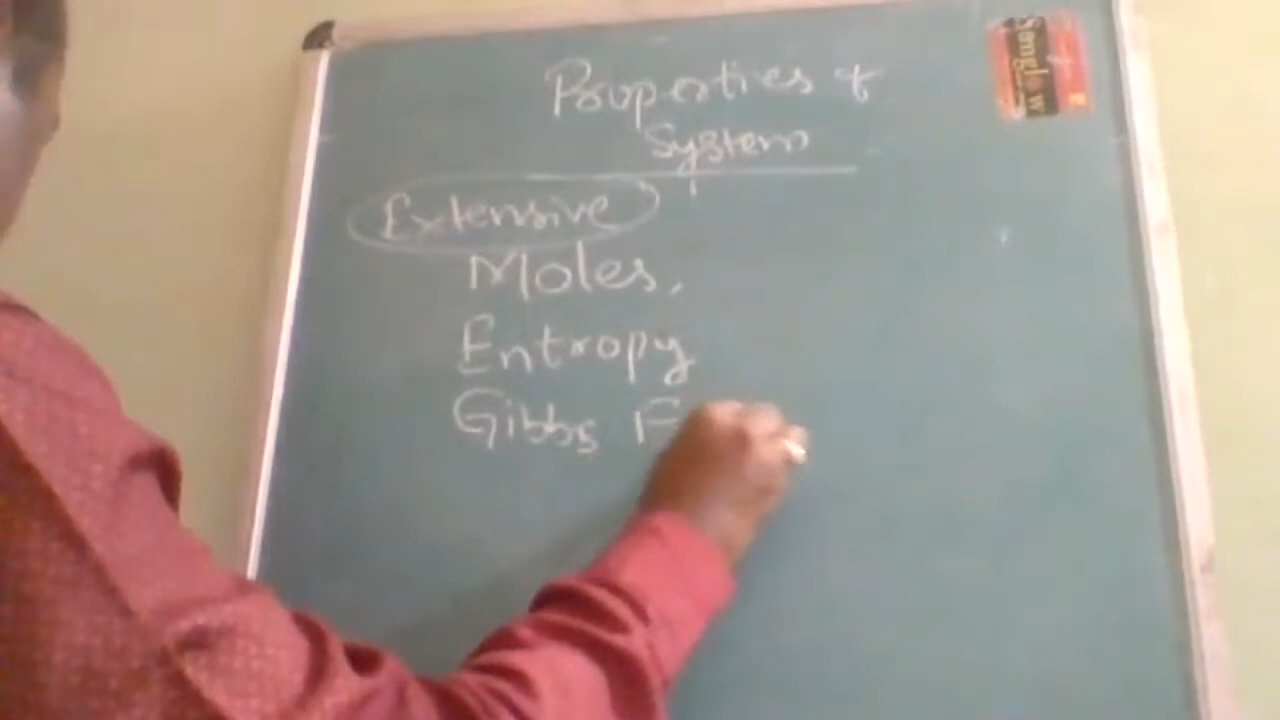 Properties of
System
Extensive
Moles,
Entropy
Gibbs F